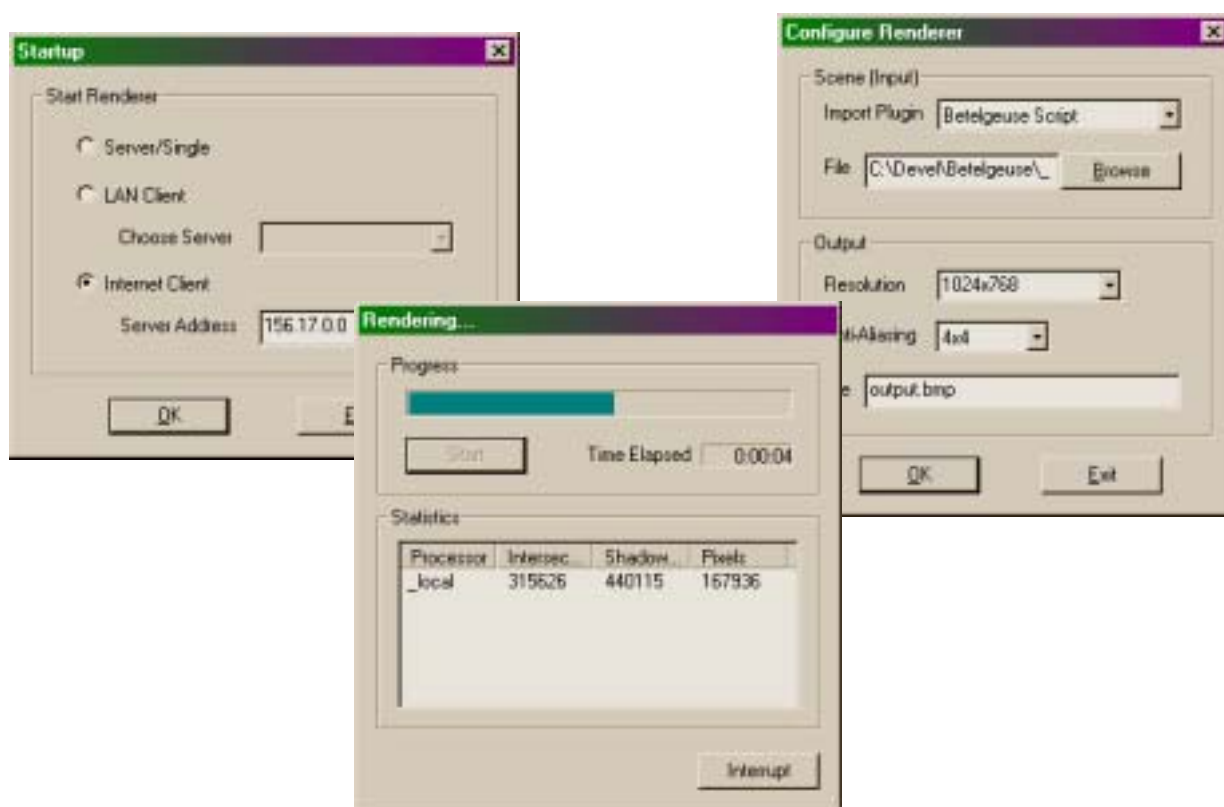 Startup
Start Renderer
Server/Single
LAN Client
Choose Server
Internet Client
Server Address 156.17.0.0
OK E
Configure Renderer
Scene (Input)
Import Plugin Betelgeuse Script
File C:\Devel\Betelgeuse\_ Browse
Output
Resolution 1024x768
nti-Aliasing 4x4
e output.bmp
OK Exit
Rendering...
Progress
Start Time Elapsed 0:00:04
Statistics
Processor Intersec... Shadow... Pixels
_local 315626 440115 167936
Interrupt